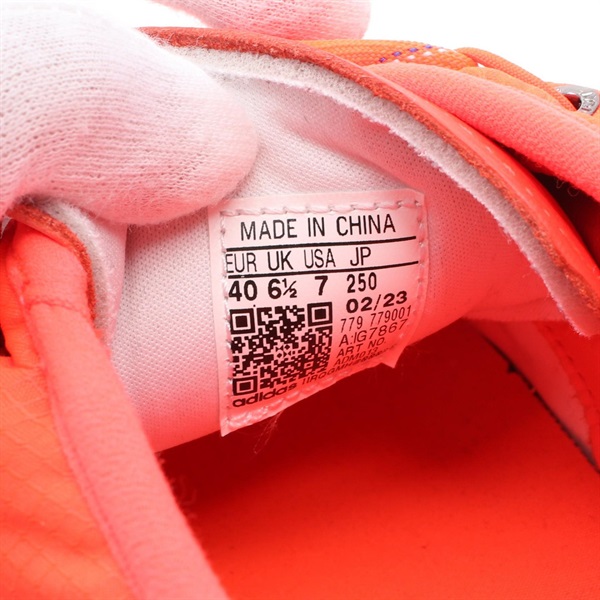 MADE IN CHINA
EUR UK USA JP
40 6½ 7 250
02/23
779 779001
A:IG7867
ART NO.
adidas